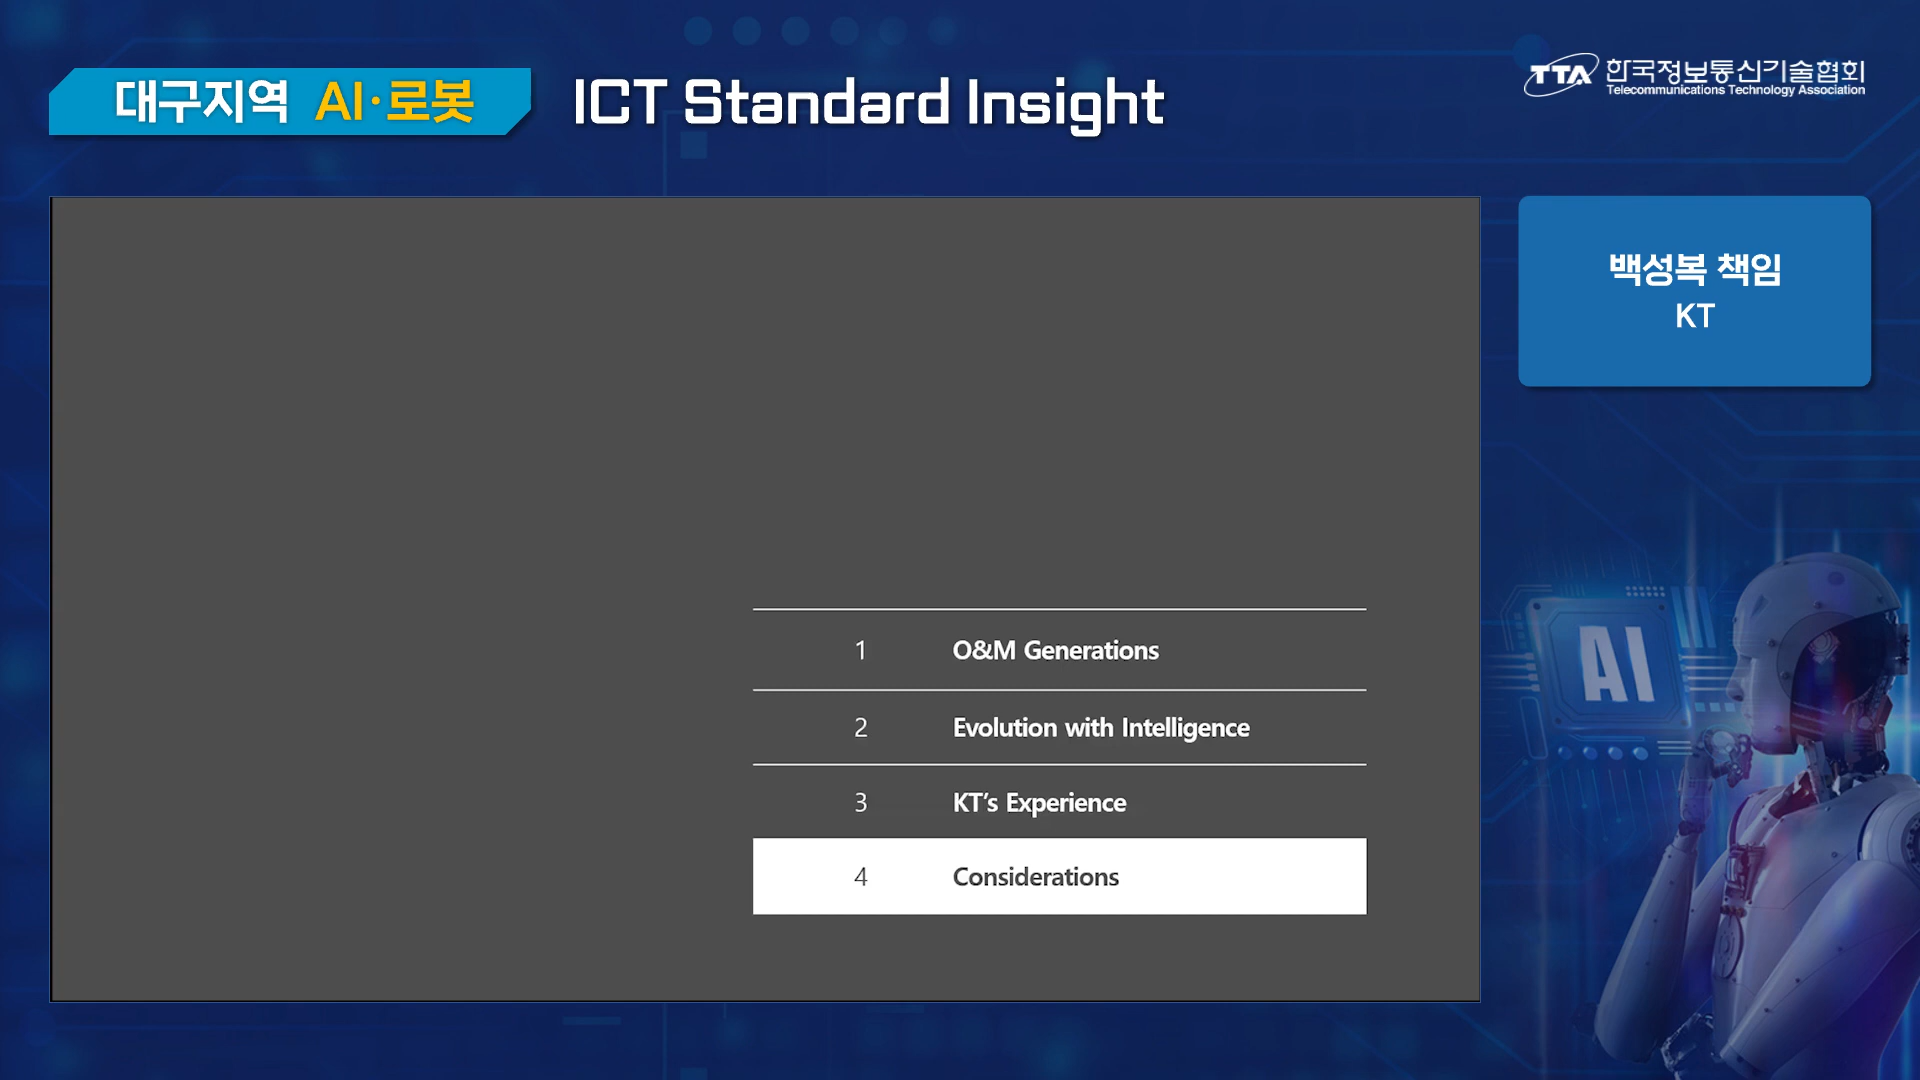 대구지역 AI·로봇 ICT Standard Insight
TTA 한국정보통신기술협회
Telecommunications Technology Association
백성복 책임
KT
1 O&M Generations
2 Evolution with Intelligence
3 KT's Experience
4 Considerations
AI